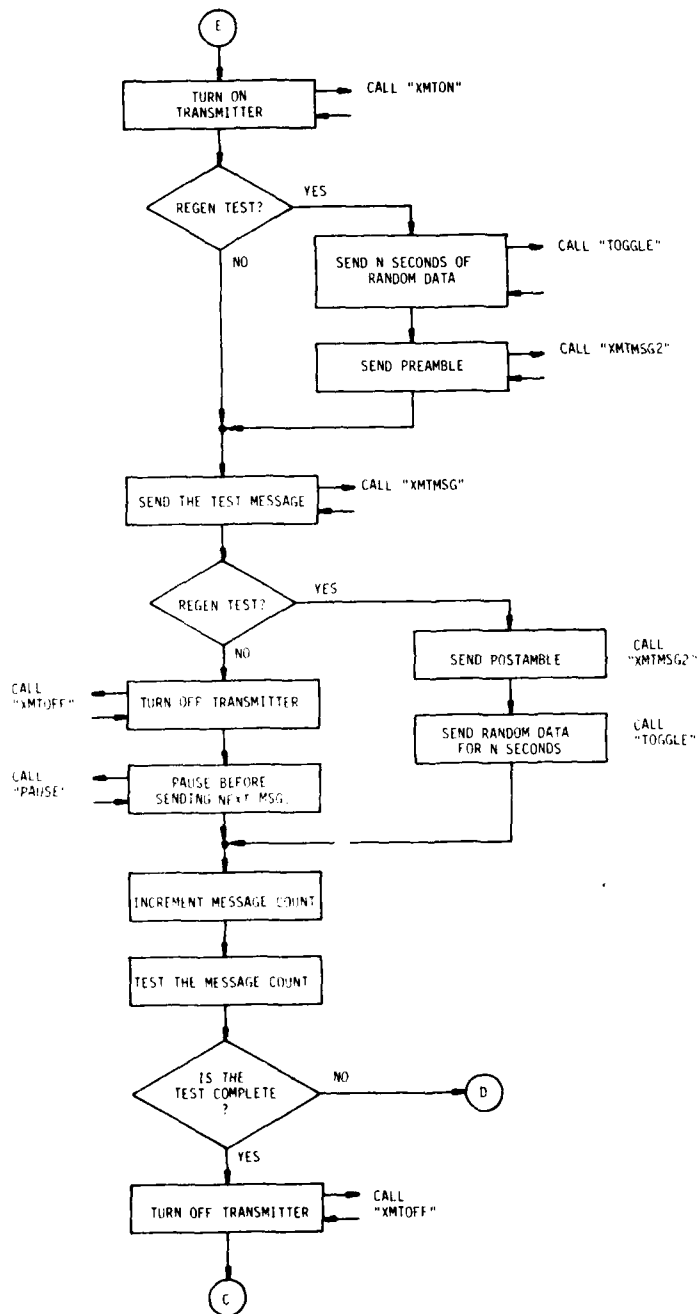 E
TURN ON
TRANSMITTER
CALL "XMTON"
REGEN TEST?
YES
NO
SEND N SECONDS OF
RANDOM DATA
CALL "TOGGLE"
SEND PREAMBLE
CALL "XMTMSG2"
SEND THE TEST MESSAGE
CALL "XMTMSG"
REGEN TEST?
YES
NO
SEND POSTAMBLE
CALL
"XMTMSG2"
CALL
"XMTOFF"
TURN OFF TRANSMITTER
SEND RANDOM DATA
FOR N SECONDS
CALL
"TOGGLE"
CALL
"PAUSE"
PAUSE BEFORE
SENDING NEXT MSG.
INCREMENT MESSAGE COUNT
TEST THE MESSAGE COUNT
IS THE
TEST COMPLETE
?
NO
D
YES
TURN OFF TRANSMITTER
CALL
"XMTOFF"
C